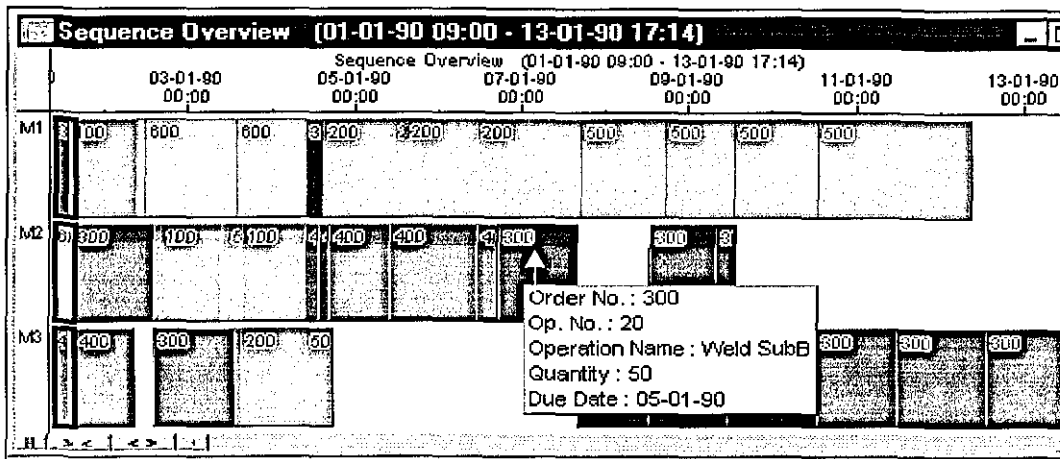 Sequence Overview (01-01-90 09:00 - 13-01-90 17:14)
Sequence Overview (01-01-90 09:00 - 13-01-90 17:14)
03-01-90 05-01-90 07-01-90 09-01-90 11-01-90 13-01-90
00:00 00:00 00:00 00:00 00:00 00:00
M1 600 600 3 200 200 200 500 500 500 500
M2 300 100 100 400 400 300 300 3
Order No.: 300
Op. No.: 20
Operation Name: Weld SubB
Quantity: 50
Due Date: 05-01-90
M3 400 300 200 50 300 300 300